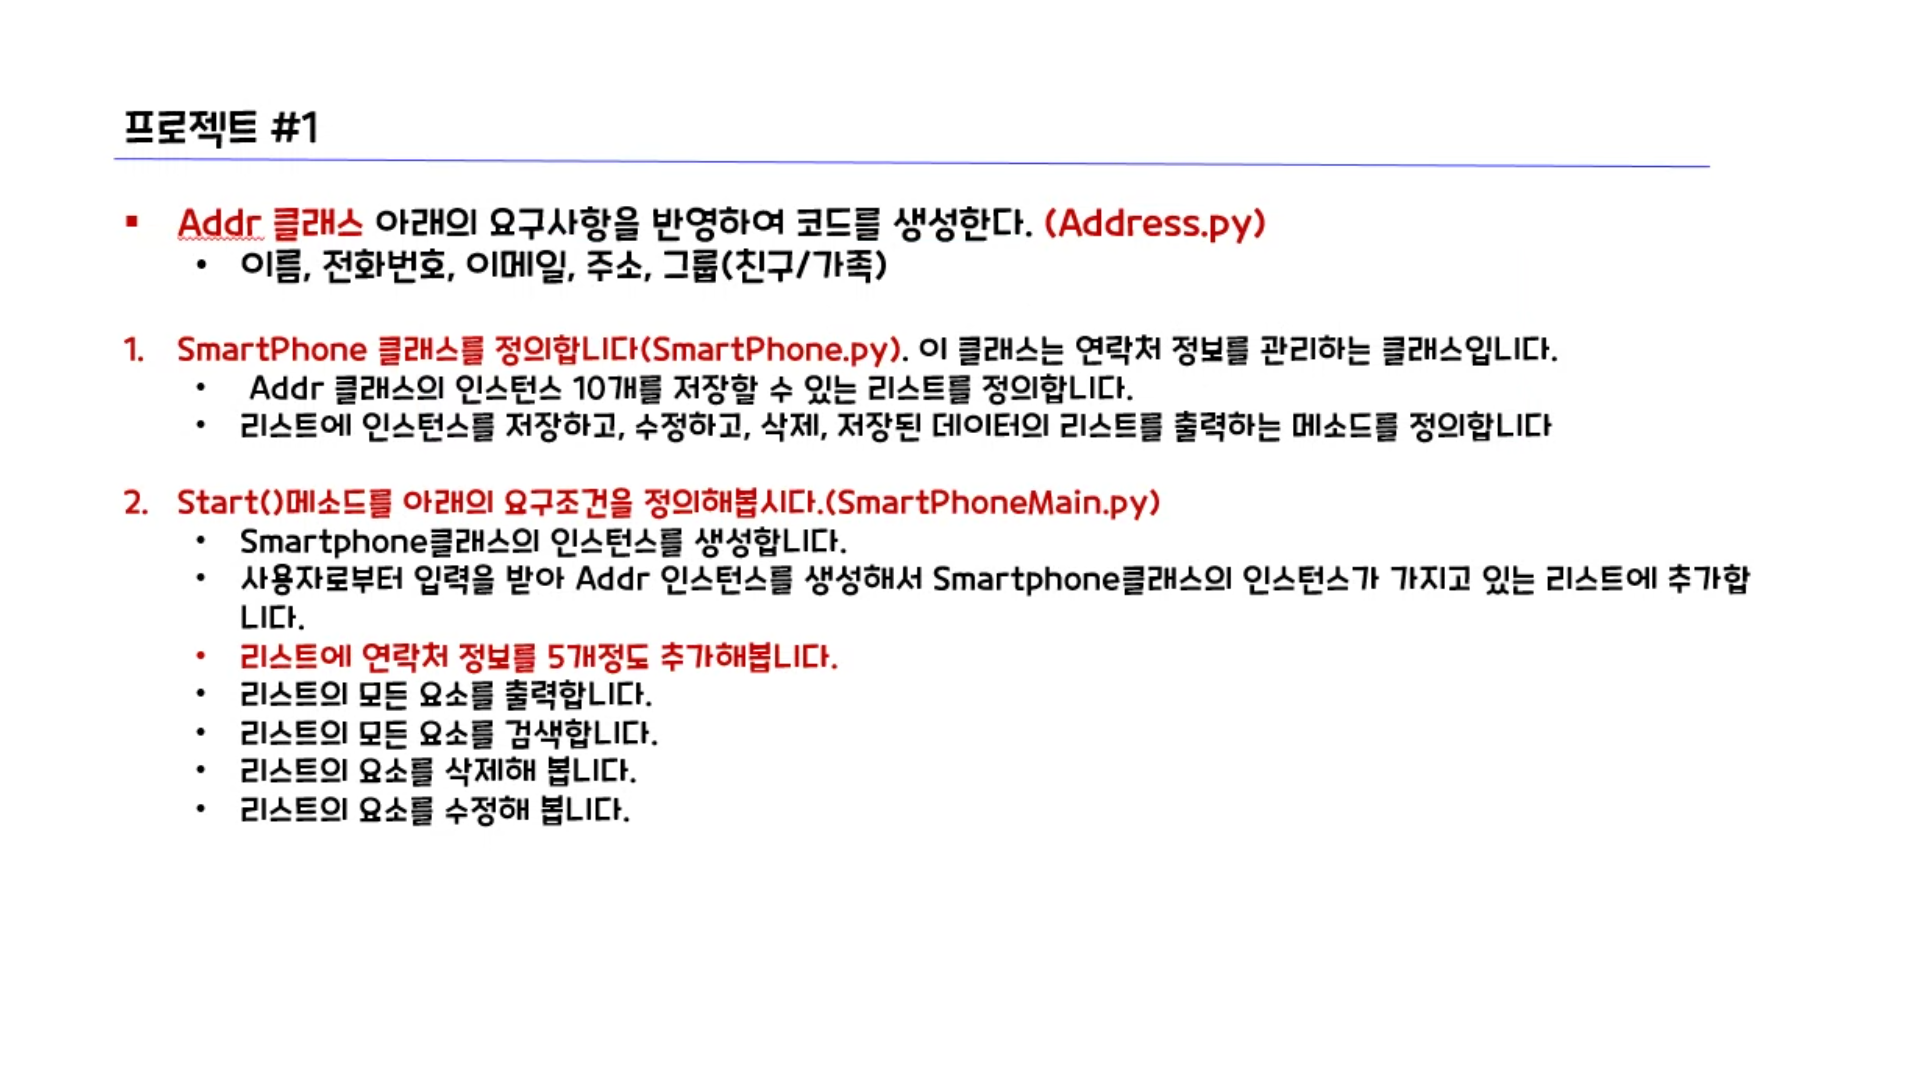 프로젝트 #1
▪ Addr 클래스 아래의 요구사항을 반영하여 코드를 생성한다. (Address.py)
• 이름, 전화번호, 이메일, 주소, 그룹(친구/가족)
1. SmartPhone 클래스를 정의합니다(SmartPhone.py). 이 클래스는 연락처 정보를 관리하는 클래스입니다.
• Addr 클래스의 인스턴스 10개를 저장할 수 있는 리스트를 정의합니다.
• 리스트에 인스턴스를 저장하고, 수정하고, 삭제, 저장된 데이터의 리스트를 출력하는 메소드를 정의합니다
2. Start()메소드를 아래의 요구조건을 정의해봅시다.(SmartPhoneMain.py)
• Smartphone클래스의 인스턴스를 생성합니다.
• 사용자로부터 입력을 받아 Addr 인스턴스를 생성해서 Smartphone클래스의 인스턴스가 가지고 있는 리스트에 추가합
니다.
• 리스트에 연락처 정보를 5개정도 추가해봅니다.
• 리스트의 모든 요소를 출력합니다.
• 리스트의 모든 요소를 검색합니다.
• 리스트의 요소를 삭제해 봅니다.
• 리스트의 요소를 수정해 봅니다.